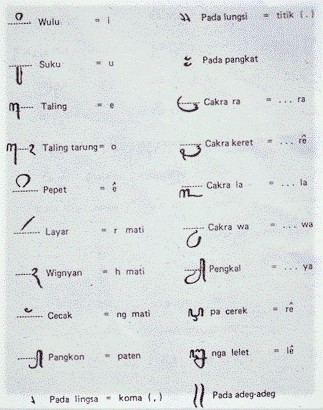 Wulu = i
Suku = u
Taling = e
Taling tarung = o
Pepet = ê
Layar = r mati
Wignyan = h mati
Cecak = ng mati
Pangkon = paten
Pada lingsa = koma (,)
Pada lungsi = titik (.)
Pada pangkat
Cakra ra = ... ra
Cakra keret = ... rê
Cakra la = ... la
Cakra wa = ... wa
Pengkal = ... ya
pa cerek = rê
nga lelet = lê
Pada adeg-adeg